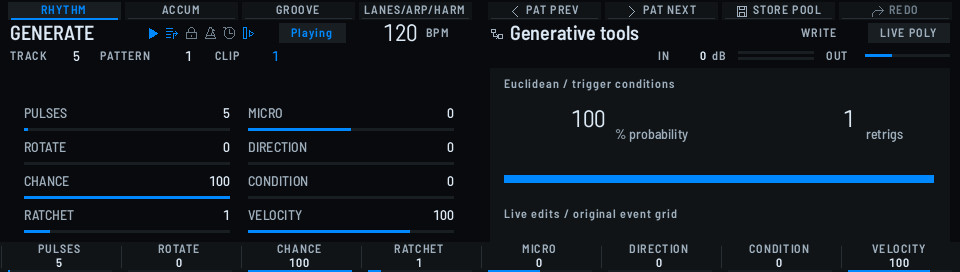 RHYTHM ACCUM GROOVE LANES/ARP/HARM PAT PREV PAT NEXT STORE POOL REDO
GENERATE Playing 120 BPM Generative tools WRITE LIVE POLY
TRACK 5 PATTERN 1 CLIP 1 IN 0 dB OUT
Euclidean / trigger conditions
PULSES 5 MICRO 0 100 % probability 1 retrigs
ROTATE 0 DIRECTION 0
CHANCE 100 CONDITION 0
RATCHET 1 VELOCITY 100 Live edits / original event grid
PULSES ROTATE CHANCE RATCHET MICRO DIRECTION CONDITION VELOCITY
5 0 100 1 0 0 0 100